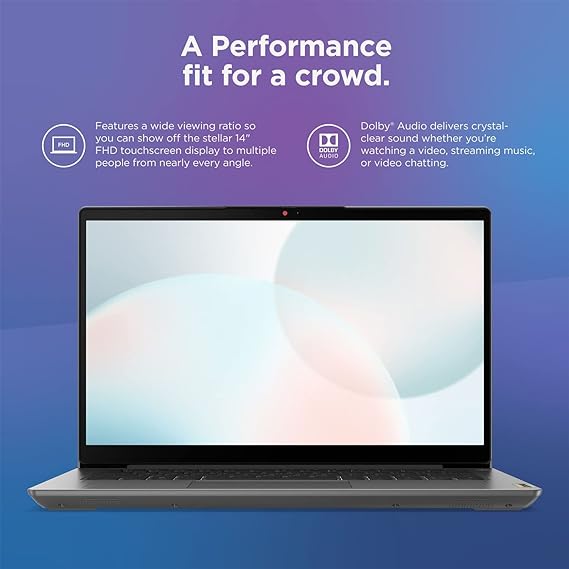 A Performance
fit for a crowd.
FHD
Features a wide viewing ratio so
you can show off the stellar 14"
FHD touchscreen display to multiple
people from nearly every angle.
DOLBY
AUDIO
Dolby® Audio delivers crystal-
clear sound whether you're
watching a video, streaming music,
or video chatting.